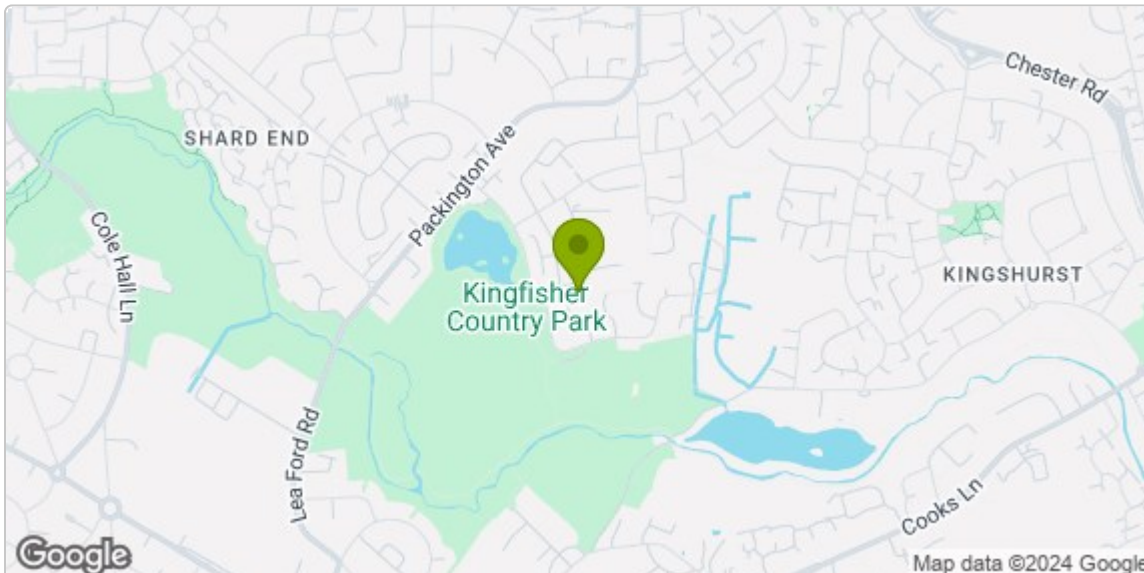 Chester Rd
SHARD END
Packington Ave
Cole Hall Ln
KINGSHURST
Kingfisher
Country Park
Lea Ford Rd
Cooks Ln
Google
Map data ©2024 Google